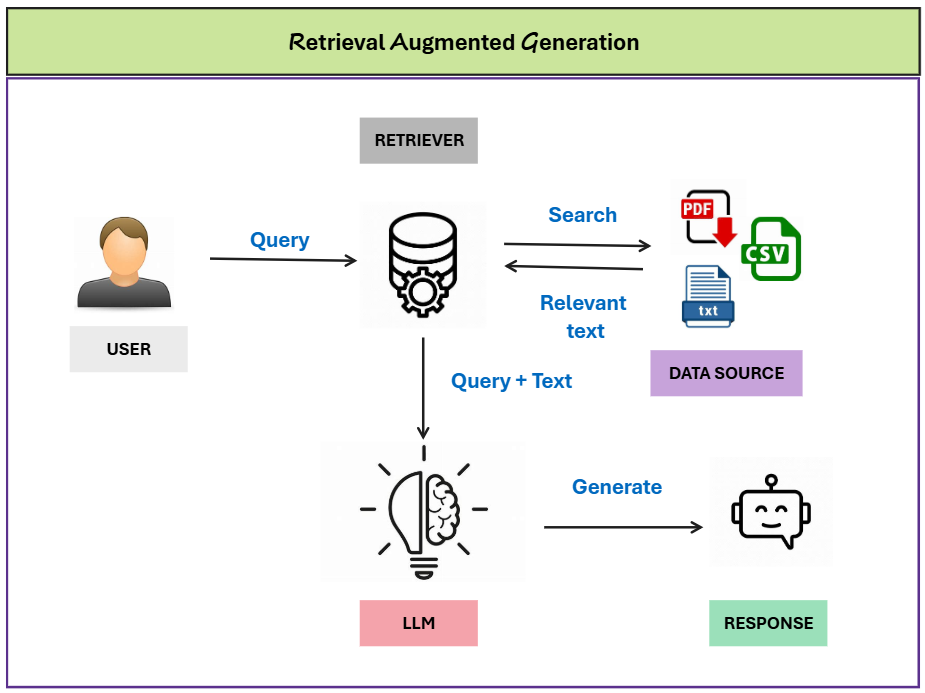 Retrieval Augmented Generation
RETRIEVER
Query
Search
PDF
CSV
Relevant
text
txt
USER
DATA SOURCE
Query + Text
Generate
LLM
RESPONSE